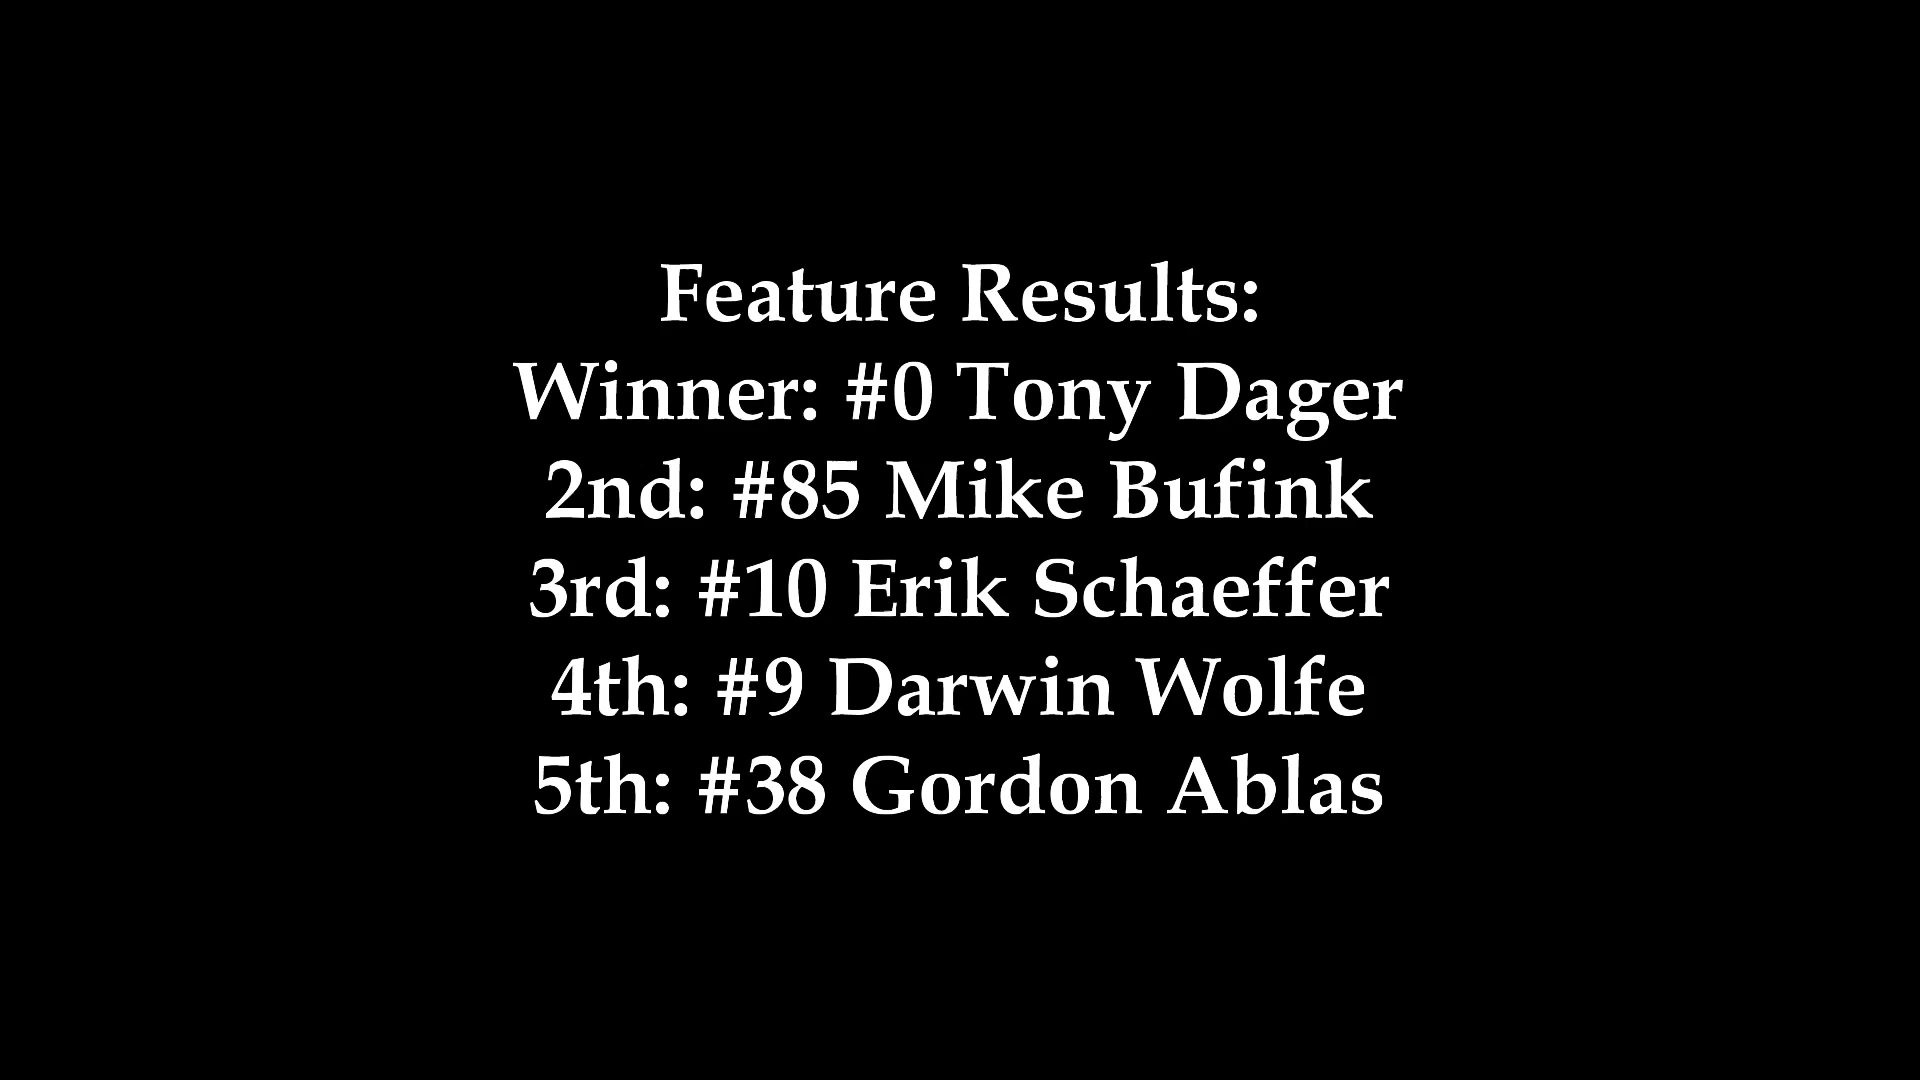 Feature Results:
Winner: #0 Tony Dager
2nd: #85 Mike Bufink
3rd: #10 Erik Schaeffer
4th: #9 Darwin Wolfe
5th: #38 Gordon Ablas